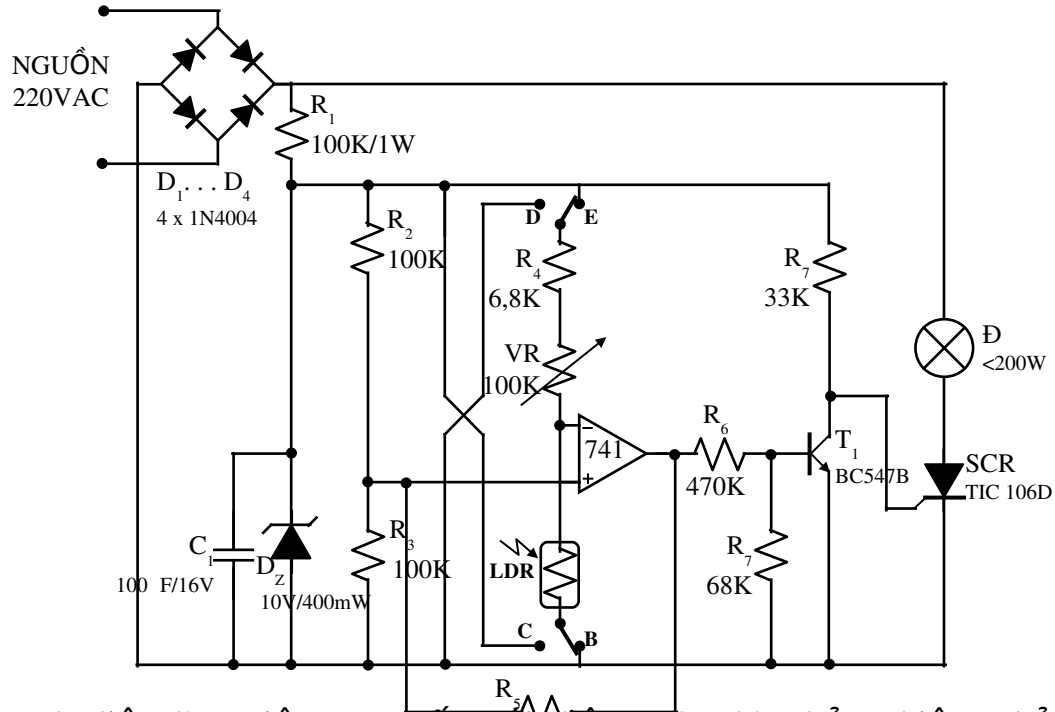 NGUỒN
220VAC
R1
100K/1W
D1. . . D4
4 x 1N4004
R2
100K
D
E
R4
6,8K
R7
33K
VR
100K
Đ
<200W
741
R6
470K
T1
BC547B
SCR
TIC 106D
C1
100 F/16V
DZ
10V/400mW
R3
100K
LDR
R7
68K
C
B
R5